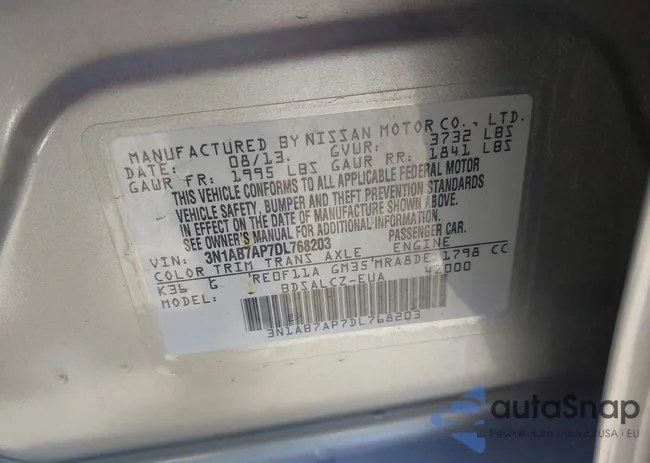 MANUFACTURED BY NISSAN MOTOR CO., LTD.
DATE: 08/13. GVWR: 3732 LBS
GAWR FR: 1995 LBS GAWR RR: 1841 LBS
THIS VEHICLE CONFORMS TO ALL APPLICABLE FEDERAL MOTOR
VEHICLE SAFETY, BUMPER AND THEFT PREVENTION STANDARDS
IN EFFECT ON THE DATE OF MANUFACTURE SHOWN ABOVE.
SEE OWNER'S MANUAL FOR ADDITIONAL INFORMATION.
VIN: 3N1AB7AP7DL768203 PASSENGER CAR.
COLOR TRIM TRANS AXLE ENGINE
K36 G RE0F11A GM35 MRA8DE 1798 CC
MODEL: BDSALCZ-EUA 42000
3N1AB7AP7DL768203
autaSnap